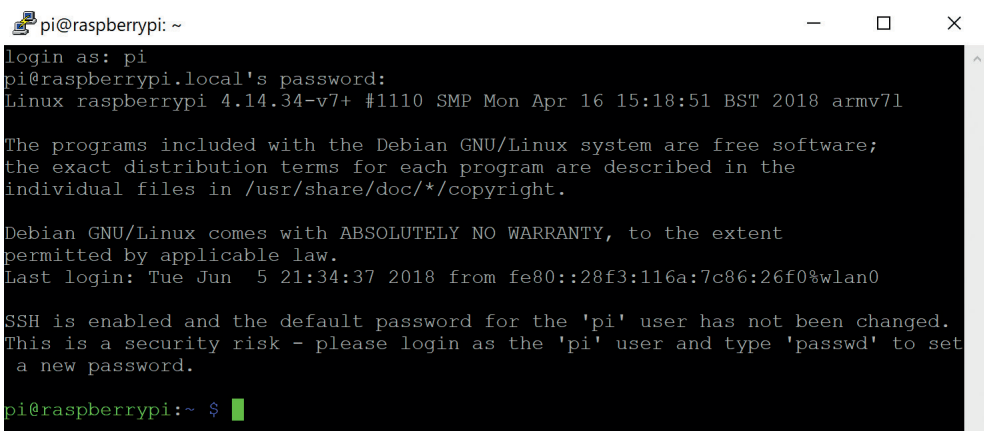 pi@raspberrypi: ~
login as: pi
pi@raspberrypi.local's password:
Linux raspberrypi 4.14.34-v7+ #1110 SMP Mon Apr 16 15:18:51 BST 2018 armv7l
The programs included with the Debian GNU/Linux system are free software;
the exact distribution terms for each program are described in the
individual files in /usr/share/doc/*/copyright.
Debian GNU/Linux comes with ABSOLUTELY NO WARRANTY, to the extent
permitted by applicable law.
Last login: Tue Jun  5 21:34:37 2018 from fe80::28f3:116a:7c86:26f0%wlan0
SSH is enabled and the default password for the 'pi' user has not been changed.
This is a security risk - please login as the 'pi' user and type 'passwd' to set
 a new password.
pi@raspberrypi:~ $